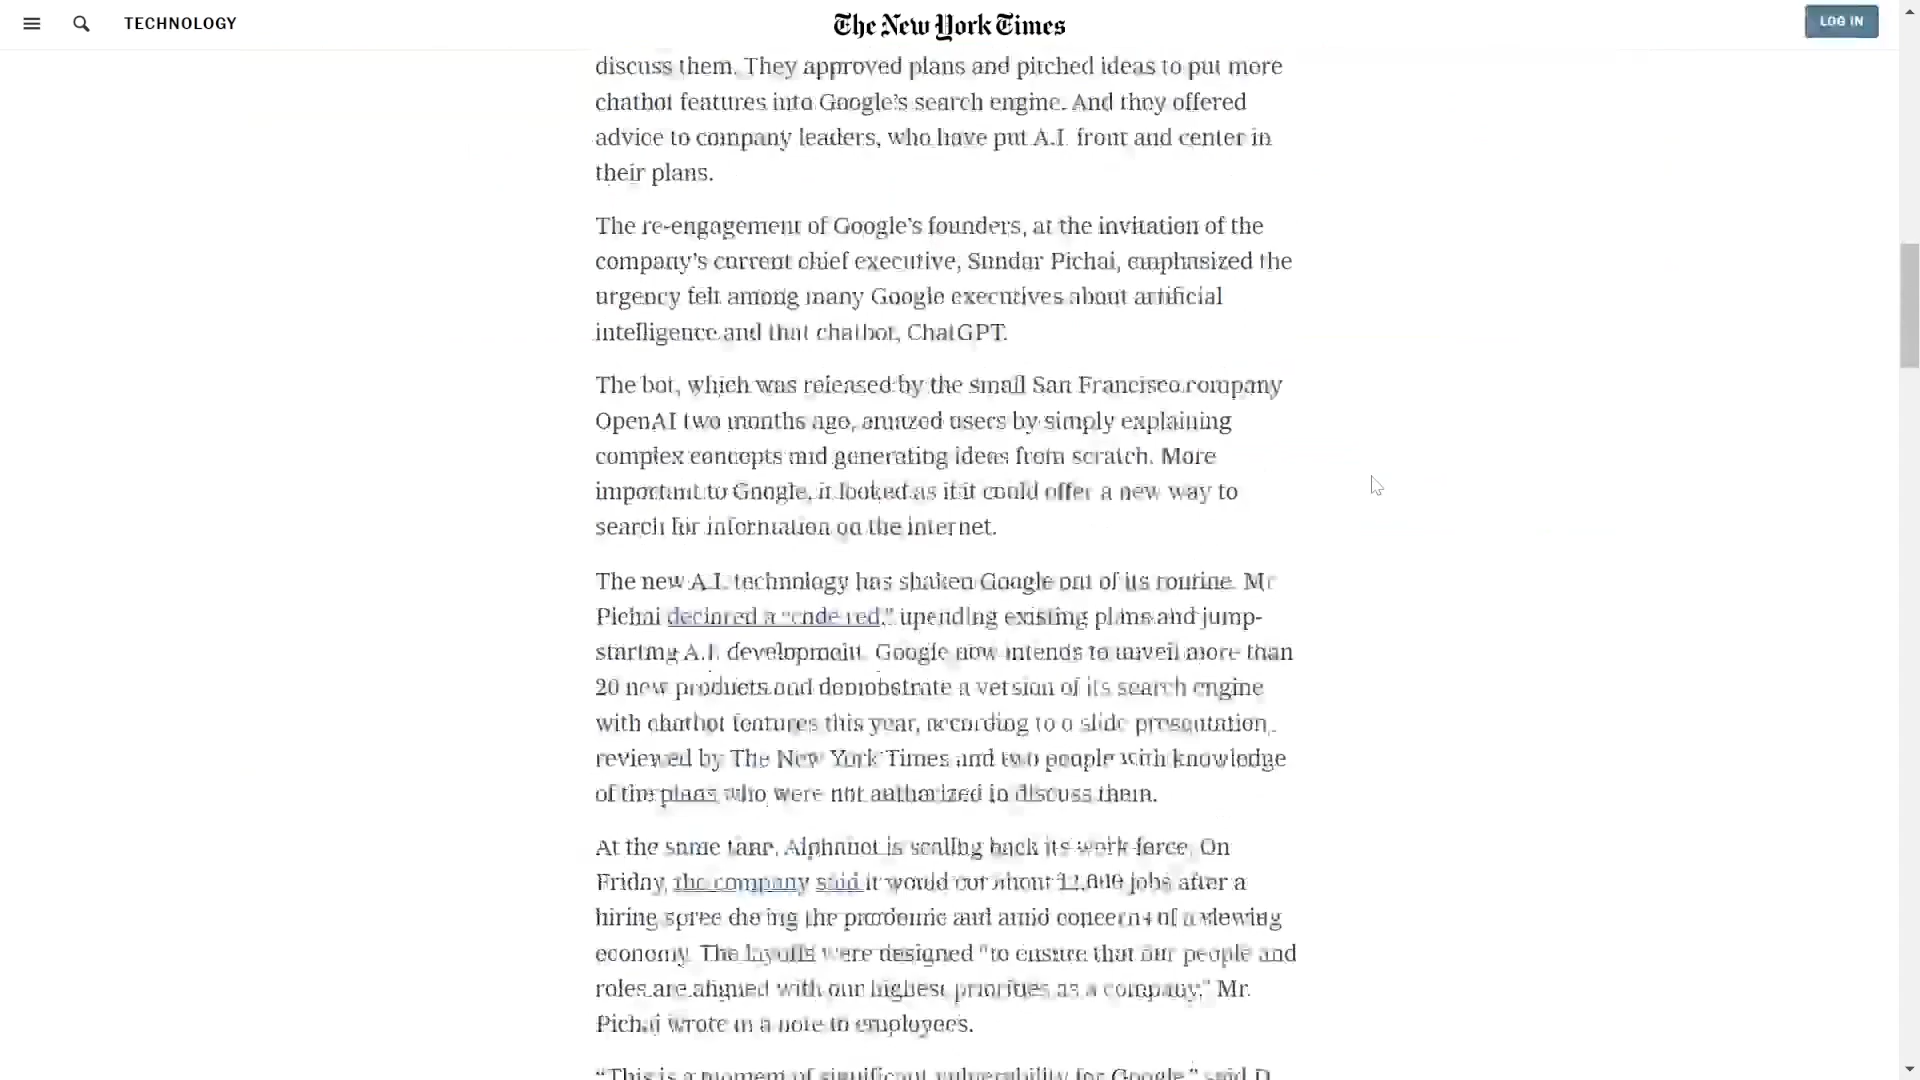 TECHNOLOGY
The New York Times
LOG IN
discuss them. They approved plans and pitched ideas to put more
chatbot features into Google's search engine. And they offered
advice to company leaders, who have put A.I. front and center in
their plans.
The re-engagement of Google's founders, at the invitation of the
company's current chief executive, Sundar Pichai, emphasized the
urgency felt among many Google executives about artificial
intelligence and that chatbot, ChatGPT.
The bot, which was released by the small San Francisco company
OpenAI two months ago, amazed users by simply explaining
complex concepts and generating ideas from scratch. More
important to Google, it looked as if it could offer a new way to
search for information on the internet.
The new A.I. technology has shaken Google out of its routine. Mr.
Pichai declared a “code red,” upending existing plans and jump-
starting A.I. development. Google now intends to unveil more than
20 new products and demonstrate a version of its search engine
with chatbot features this year, according to a slide presentation
reviewed by The New York Times and two people with knowledge
of the plans who were not authorized to discuss them.
At the same time, Alphabet is scaling back its work force. On
Friday, the company said it would cut about 12,000 jobs after a
hiring spree during the pandemic and amid concerns of a slowing
economy. The layoffs were designed “to ensure that our people and
roles are aligned with our highest priorities as a company,” Mr.
Pichai wrote in a note to employees.
“This is a moment of significant vulnerability for Google,” said D.